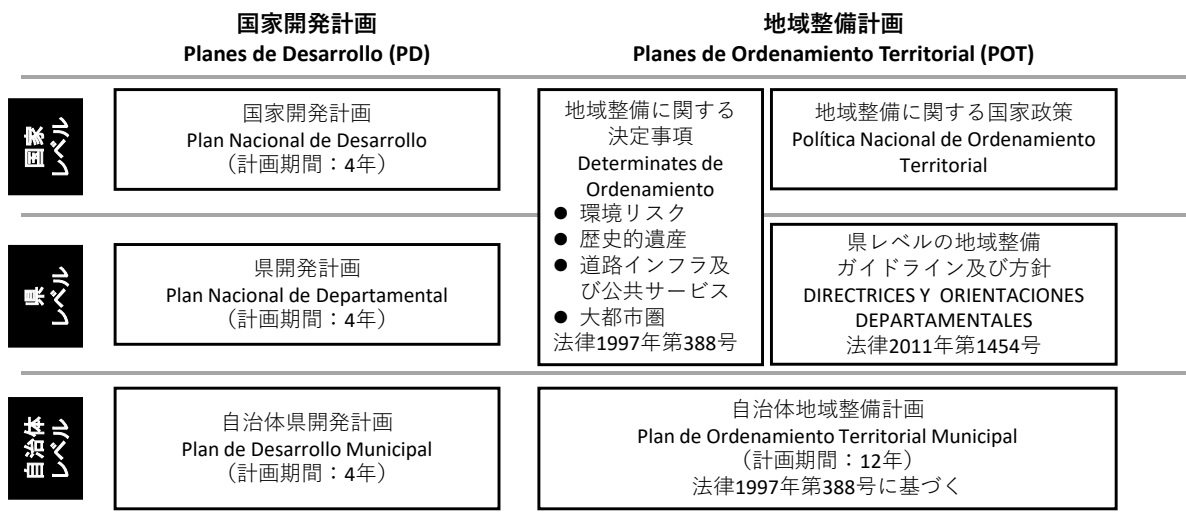 国家開発計画
Planes de Desarrollo (PD)
地域整備計画
Planes de Ordenamiento Territorial (POT)
国家
レベル
国家開発計画
Plan Nacional de Desarrollo
（計画期間：4年）
地域整備に関する
決定事項
Determinates de
Ordenamiento
● 環境リスク
● 歴史的遺産
● 道路インフラ及
び公共サービス
● 大都市圏
法律1997年第388号
地域整備に関する国家政策
Política Nacional de Ordenamiento
Territorial
県
レベル
県開発計画
Plan Nacional de Departamental
（計画期間：4年）
県レベルの地域整備
ガイドライン及び方針
DIRECTRICES Y ORIENTACIONES
DEPARTAMENTALES
法律2011年第1454号
自治体
レベル
自治体県開発計画
Plan de Desarrollo Municipal
（計画期間：4年）
自治体地域整備計画
Plan de Ordenamiento Territorial Municipal
（計画期間：12年）
法律1997年第388号に基づく